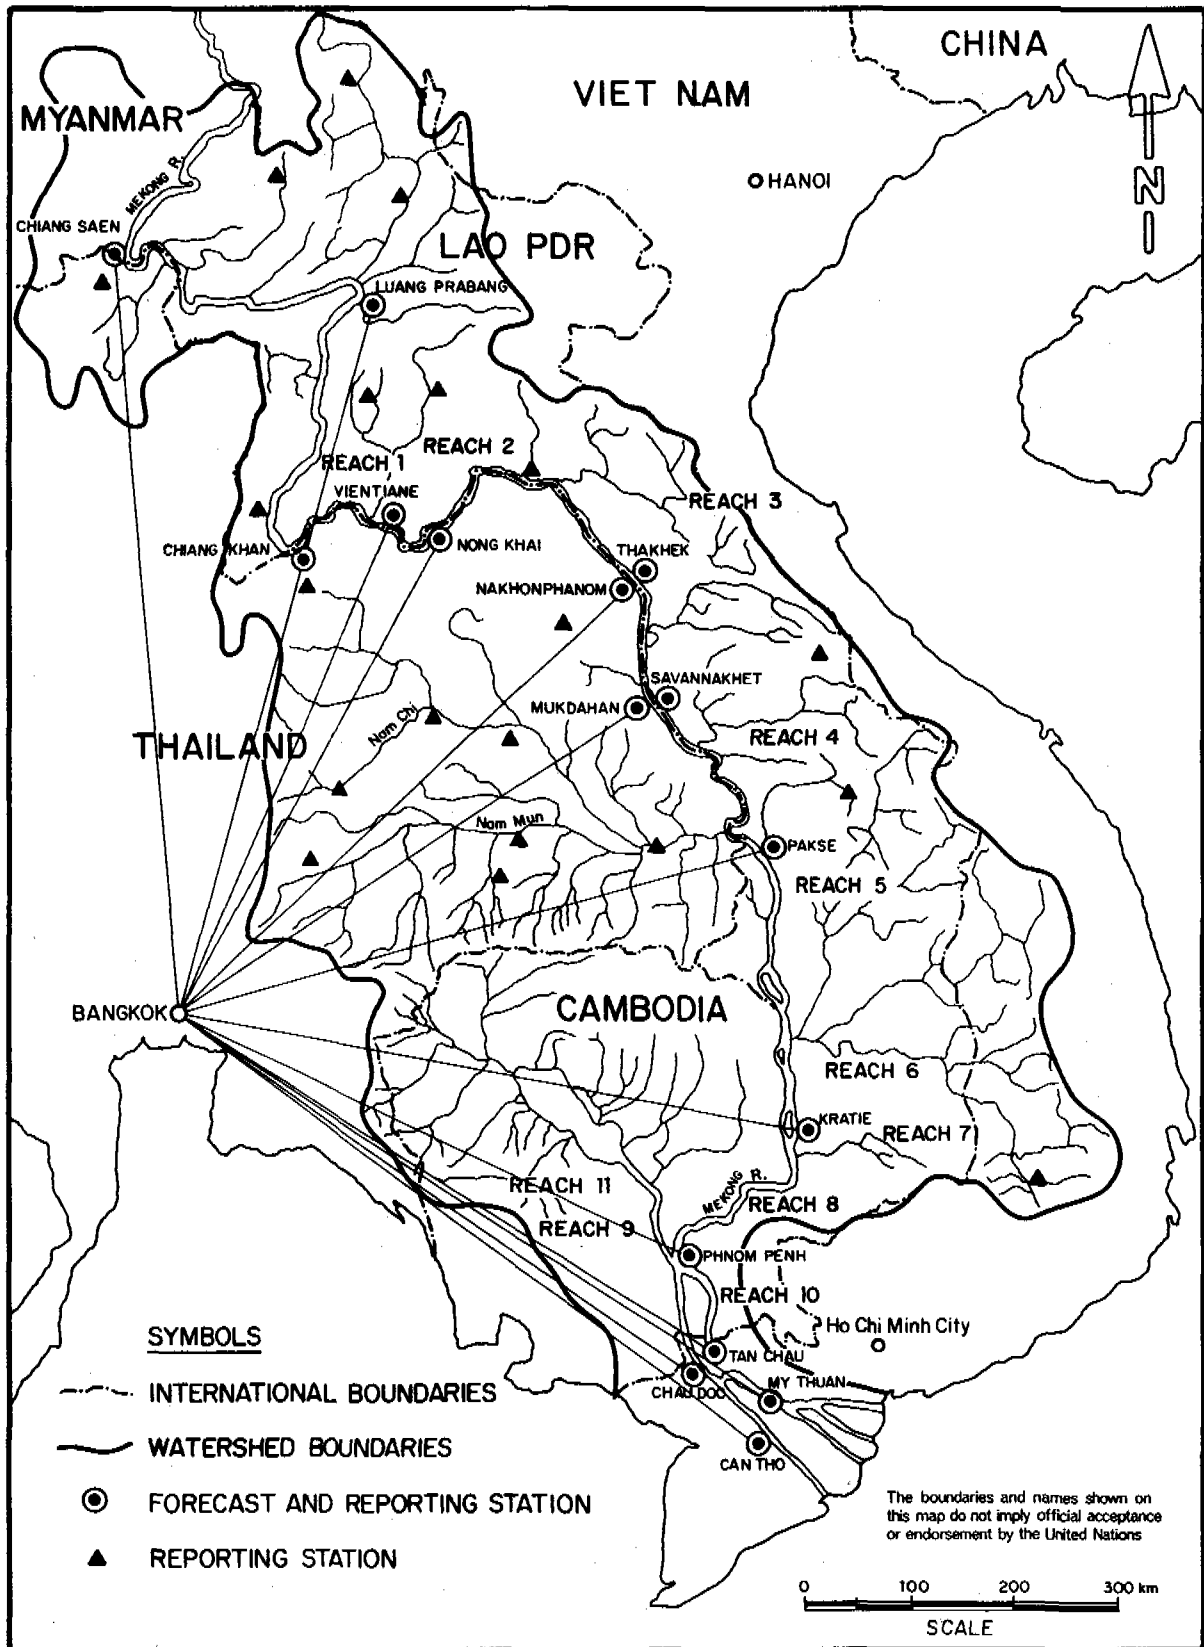 CHINA
VIET NAM
MYANMAR
HANOI
MEKONG R.
CHIANG SAEN
LAO PDR
LUANG PRABANG
REACH 2
REACH 1
VIENTIANE
REACH 3
CHIANG KHAN
NONG KHAI
THAKHEK
NAKHONPHANOM
SAVANNAKHET
MUKDAHAN
Nam Chi
REACH 4
THAILAND
Nam Mun
PAKSE
REACH 5
CAMBODIA
BANGKOK
REACH 6
KRATIE
REACH 7
REACH 11
MEKONG R.
REACH 8
REACH 9
PHNOM PENH
REACH 10
Ho Chi Minh City
TAN CHAU
CHAU DOC
MY THUAN
CAN THO
SYMBOLS
INTERNATIONAL BOUNDARIES
WATERSHED BOUNDARIES
FORECAST AND REPORTING STATION
REPORTING STATION
The boundaries and names shown on
this map do not imply official acceptance
or endorsement by the United Nations
0 100 200 300 km
SCALE
N